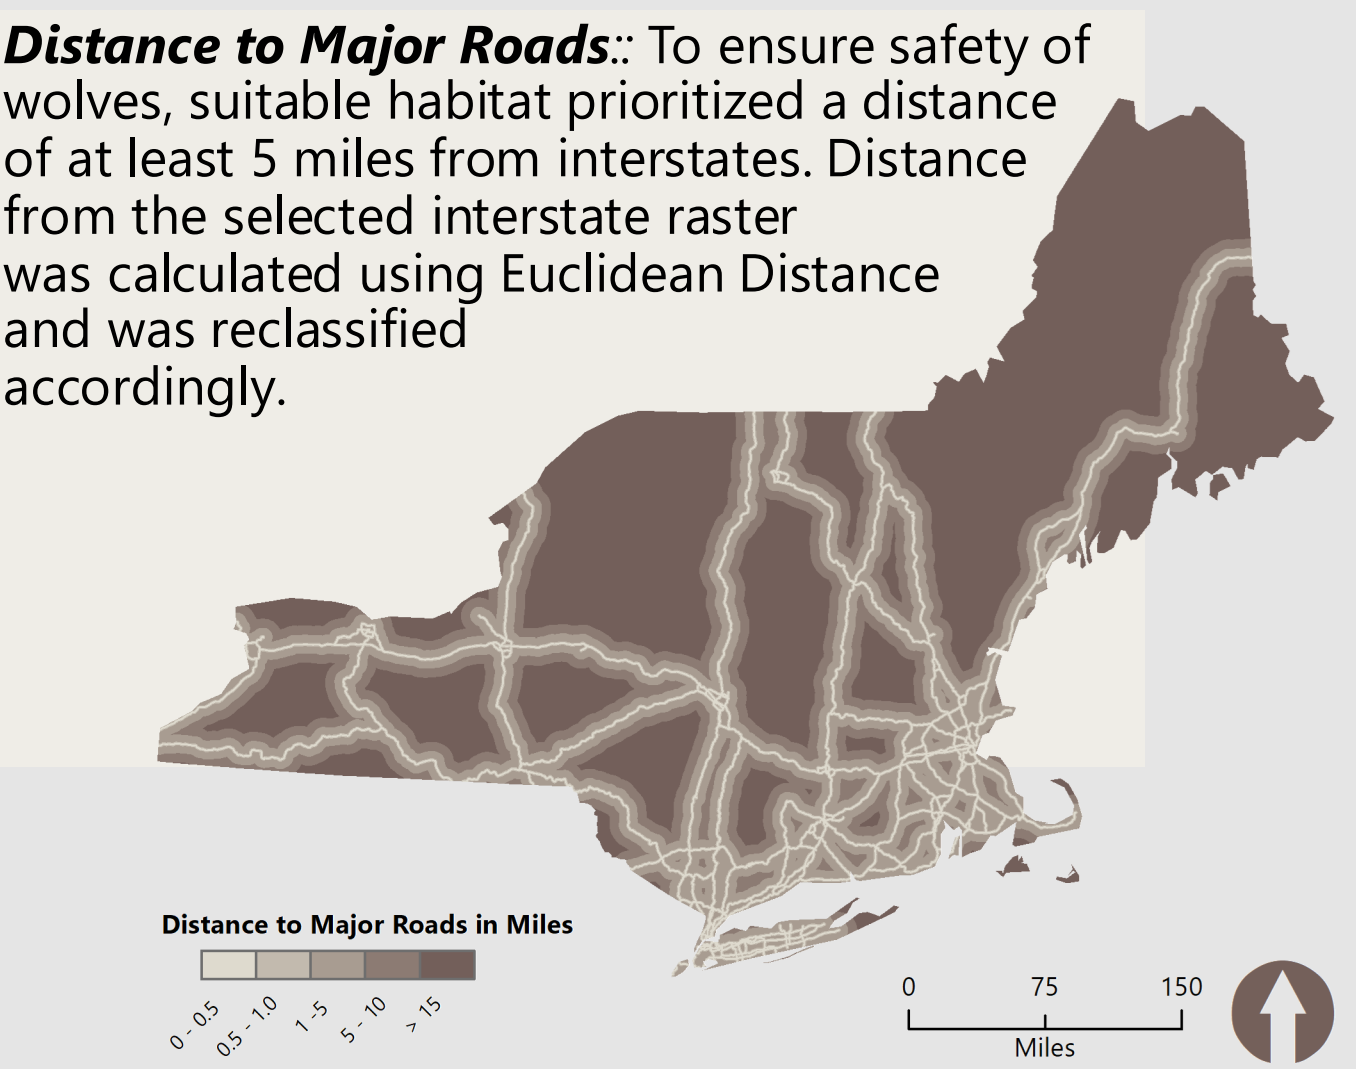 Distance to Major Roads:: To ensure safety of
wolves, suitable habitat prioritized a distance
of at least 5 miles from interstates. Distance
from the selected interstate raster
was calculated using Euclidean Distance
and was reclassified
accordingly.
Distance to Major Roads in Miles
0 - 0.5
0.5 - 1.0
1 -5
5 - 10
> 15
0 75 150
Miles